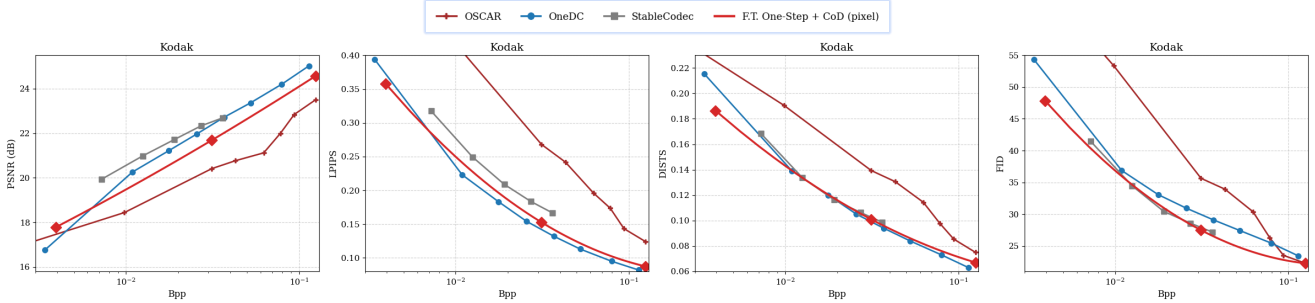 OSCAR OneDC StableCodec F.T. One-Step + CoD (pixel)
Kodak
24
22
20
18
16
PSNR (dB)
10⁻² 10⁻¹
Bpp
Kodak
0.40
0.35
0.30
0.25
0.20
0.15
0.10
LPIPS
10⁻² 10⁻¹
Bpp
Kodak
0.22
0.20
0.18
0.16
0.14
0.12
0.10
0.08
0.06
DISTS
10⁻² 10⁻¹
Bpp
Kodak
55
50
45
40
35
30
25
FID
10⁻² 10⁻¹
Bpp